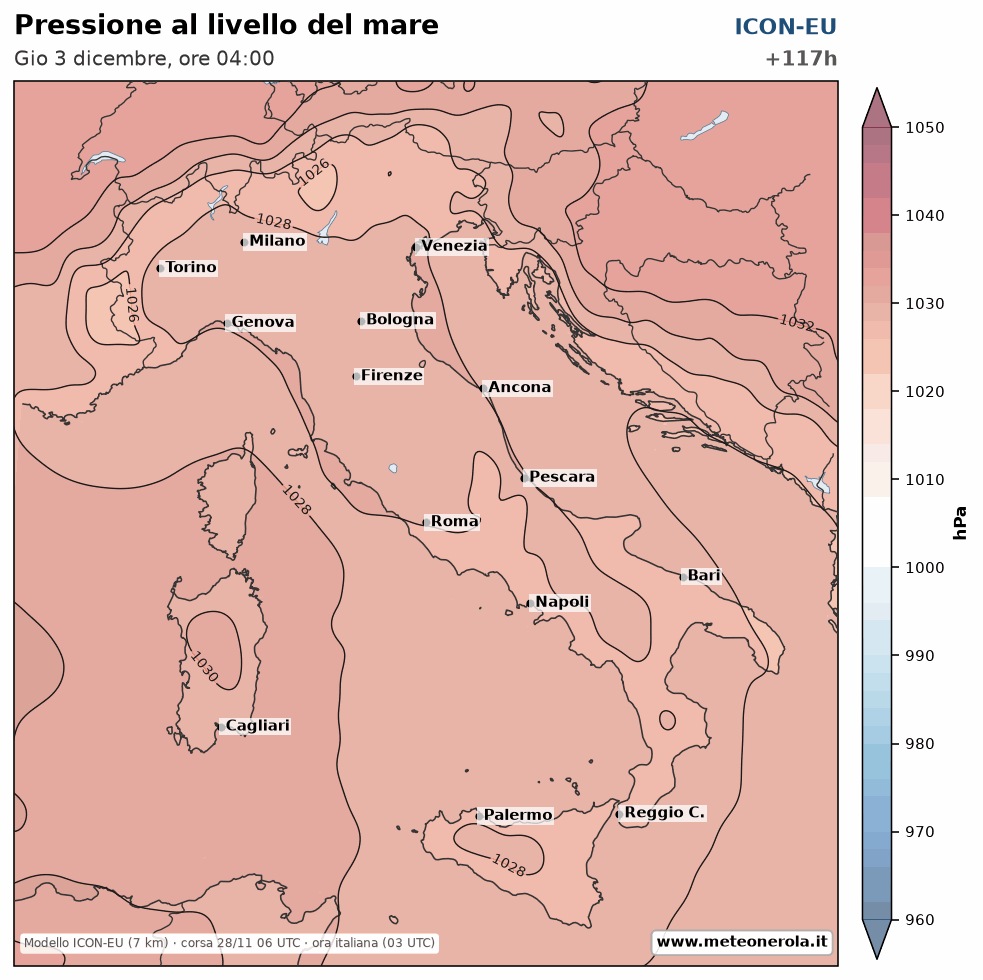 Pressione al livello del mare
ICON-EU
Gio 3 dicembre, ore 04:00
+117h
1026
1028
Milano
Venezia
Torino
1026
Genova
Bologna
1032
Firenze
Ancona
Pescara
1028
Roma
Bari
Napoli
1030
Cagliari
Palermo
Reggio C.
1028
Modello ICON-EU (7 km) · corsa 28/11 06 UTC · ora italiana (03 UTC)
www.meteonerola.it
1050
1040
1030
1020
1010
1000
990
980
970
960
hPa